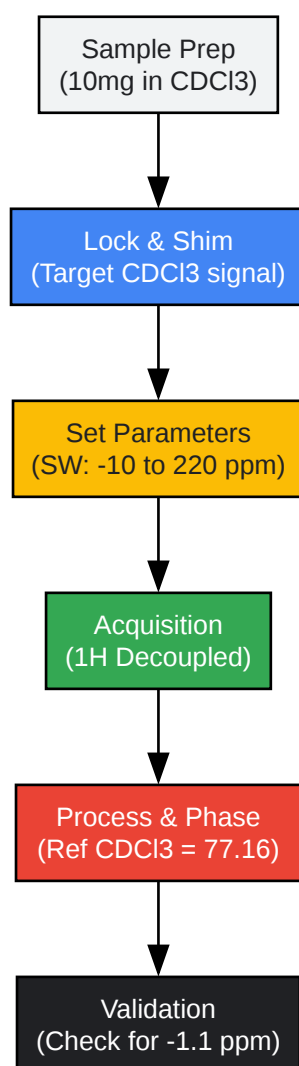 Sample Prep
(10mg in CDCl3)
Lock & Shim
(Target CDCl3 signal)
Set Parameters
(SW: -10 to 220 ppm)
Acquisition
(1H Decoupled)
Process & Phase
(Ref CDCl3 = 77.16)
Validation
(Check for -1.1 ppm)